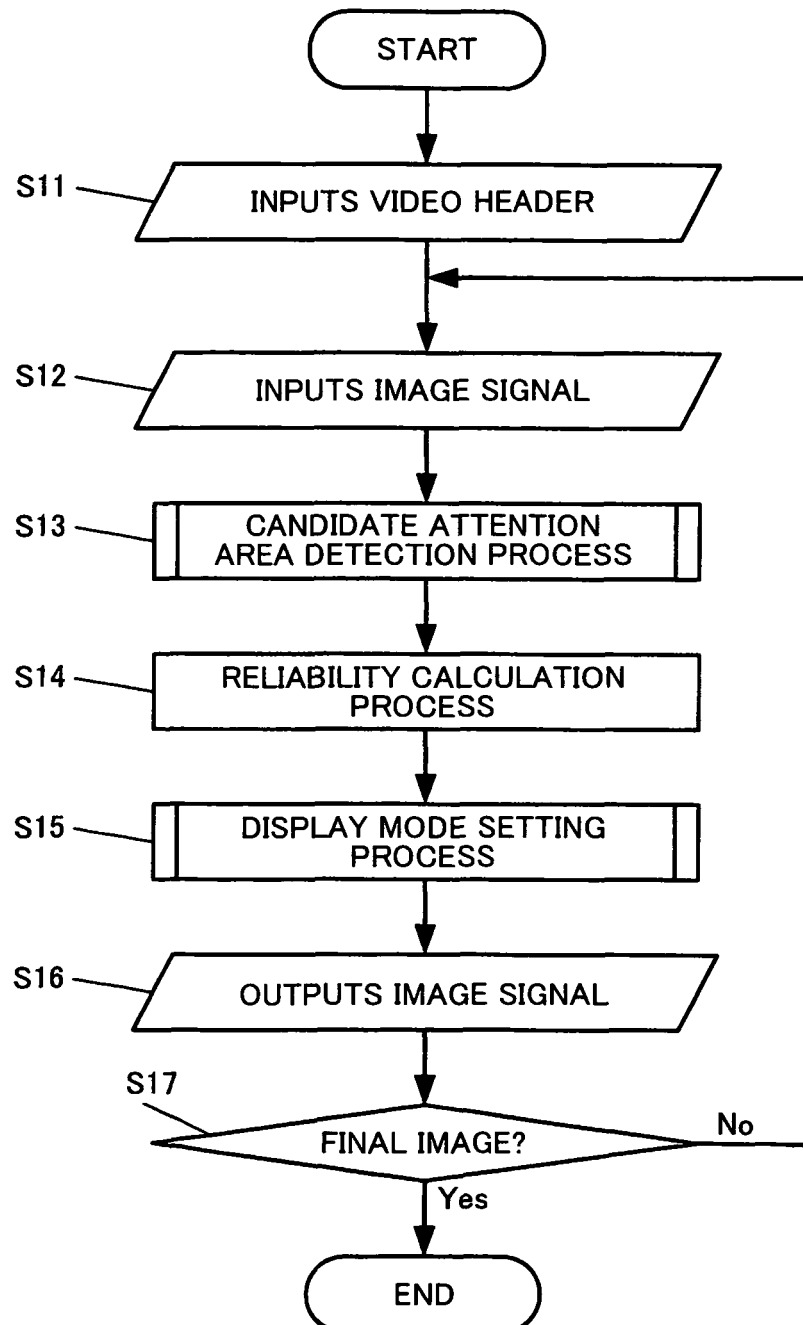 START
S11
INPUTS VIDEO HEADER
S12
INPUTS IMAGE SIGNAL
S13
CANDIDATE ATTENTION
AREA DETECTION PROCESS
S14
RELIABILITY CALCULATION
PROCESS
S15
DISPLAY MODE SETTING
PROCESS
S16
OUTPUTS IMAGE SIGNAL
S17
FINAL IMAGE?
No
Yes
END